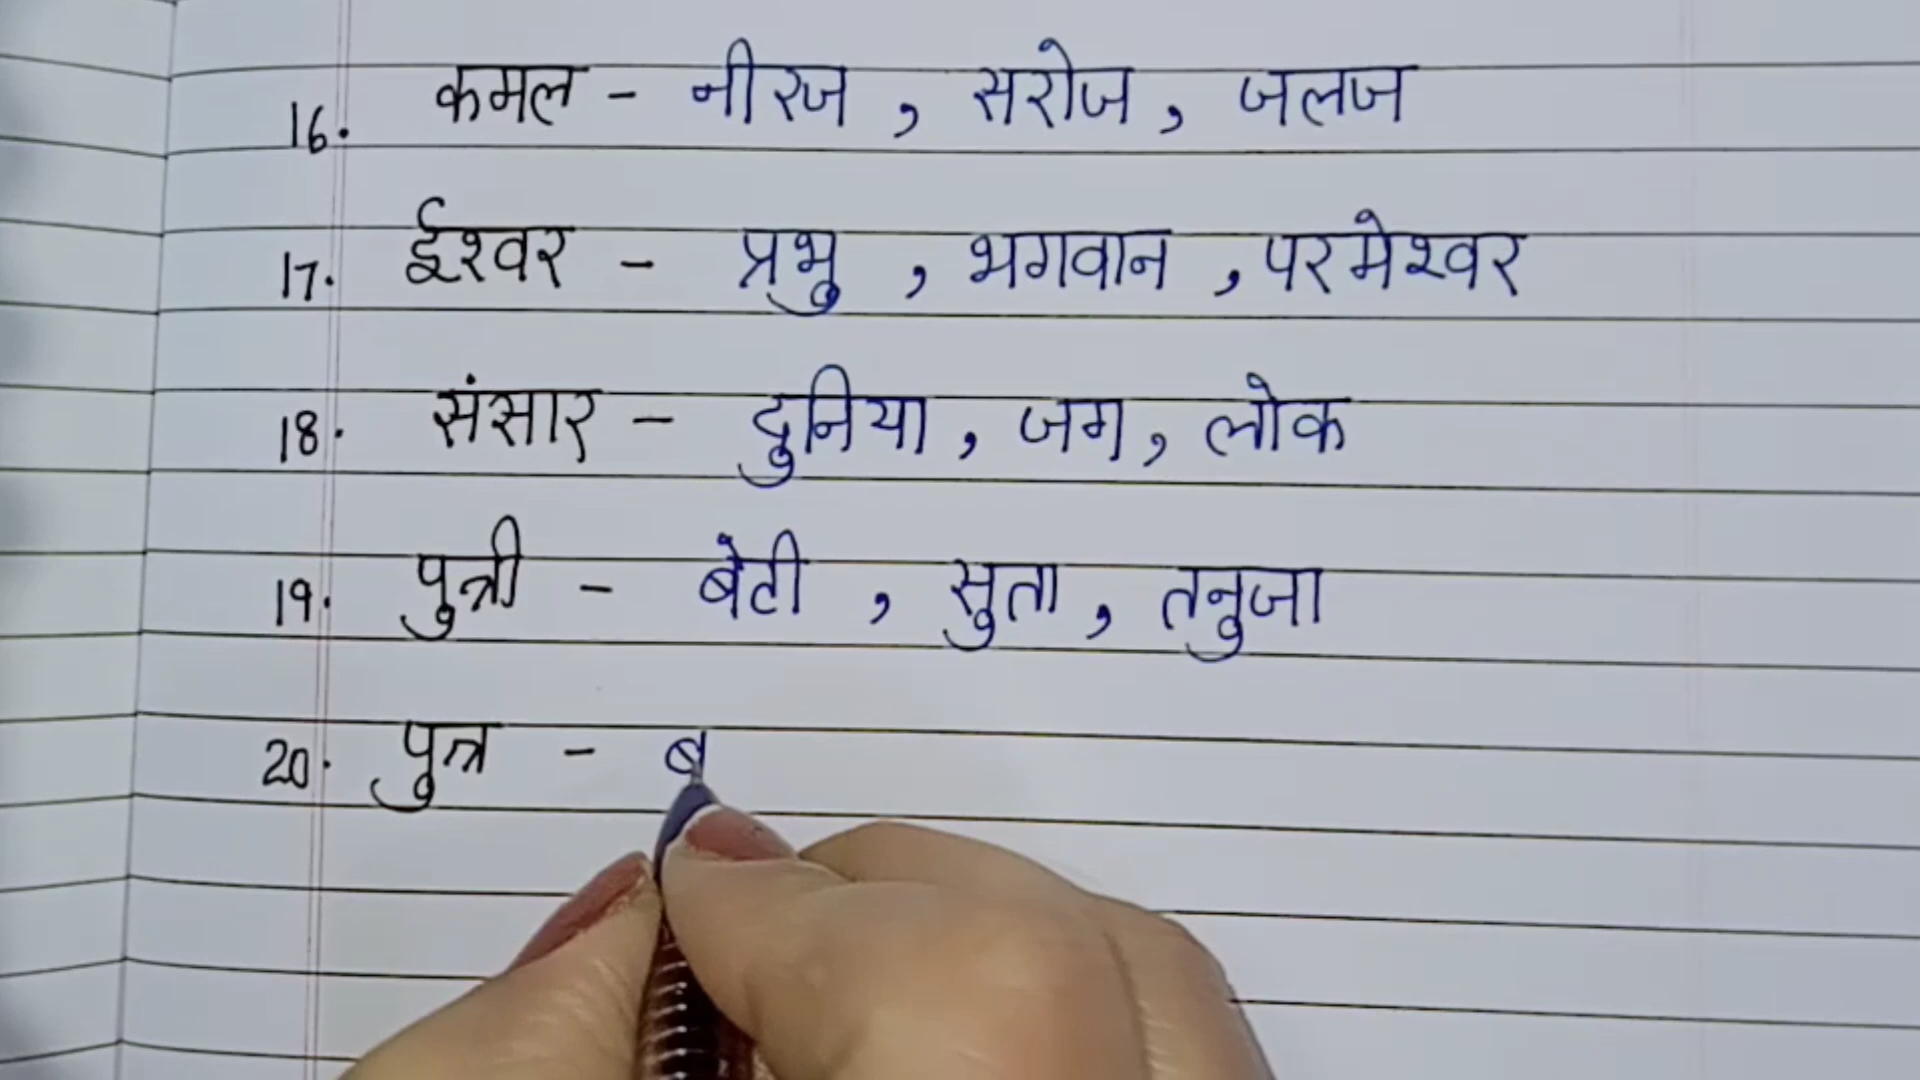 16. कमल - नीरज , सरोज , जलज
17. ईश्वर - प्रभु , भगवान , परमेश्वर
18. संसार - दुनिया , जग , लोक
19. पुत्री - बेटी , सुता , तनुजा
20. पुत्र - ब